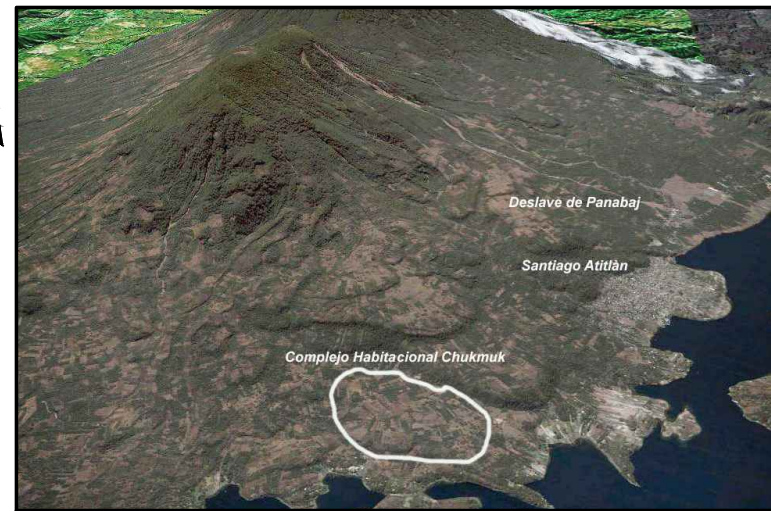 Deslave de Panabaj
Santiago Atitlàn
Complejo Habitacional Chukmuk